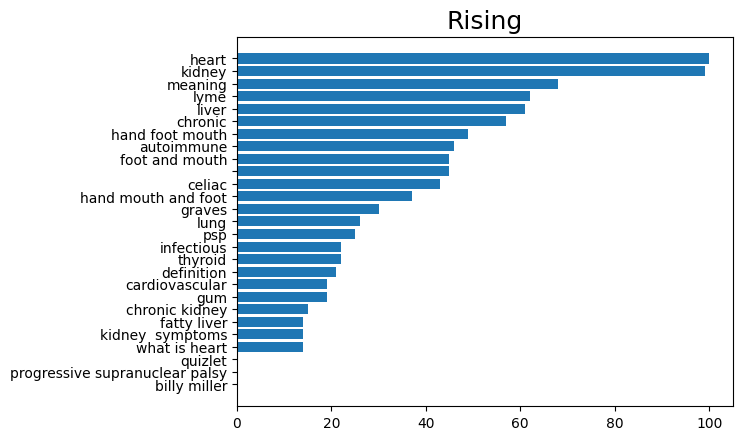 Rising
heart
kidney
meaning
lyme
liver
chronic
hand foot mouth
autoimmune
foot and mouth
celiac
hand mouth and foot
graves
lung
psp
infectious
thyroid
definition
cardiovascular
gum
chronic kidney
fatty liver
kidney  symptoms
what is heart
quizlet
progressive supranuclear palsy
billy miller
0 20 40 60 80 100